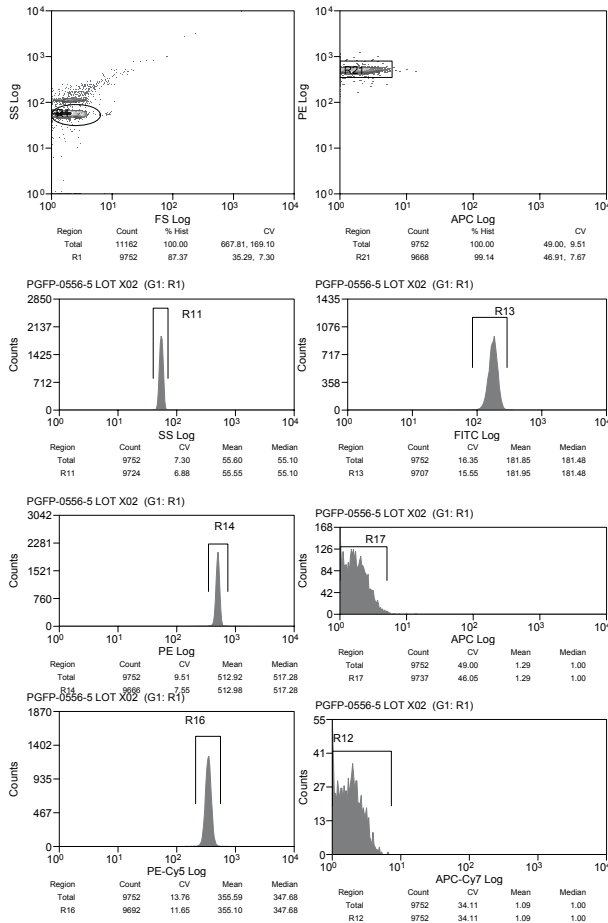 SS Log
10⁴
10³
10²
10¹
10⁰
10⁰ 10¹ 10² 10³ 10⁴
FS Log
Region Count % Hist CV
Total 11162 100.00 667.81, 169.10
R1 9752 87.37 35.29, 7.30
PE Log
10⁴
10³
R21
10²
10¹
10⁰
10⁰ 10¹ 10² 10³ 10⁴
APC Log
Region Count % Hist CV
Total 9752 100.00 49.00, 9.51
R21 9668 99.14 46.91, 7.67
PGFP-0556-5 LOT X02 (G1: R1)
Counts
2850
2137
1425
712
0
R11
10⁰ 10¹ 10² 10³ 10⁴
SS Log
Region Count CV Mean Median
Total 9752 7.30 55.60 55.10
R11 9724 6.88 55.55 55.10
PGFP-0556-5 LOT X02 (G1: R1)
Counts
1435
1076
717
358
0
R13
10⁰ 10¹ 10² 10³ 10⁴
FITC Log
Region Count CV Mean Median
Total 9752 16.35 181.85 181.48
R13 9707 15.55 181.95 181.48
PGFP-0556-5 LOT X02 (G1: R1)
Counts
3042
2281
1521
760
0
R14
10⁰ 10¹ 10² 10³ 10⁴
PE Log
Region Count CV Mean Median
Total 9752 9.51 512.92 517.28
R14 9666 7.55 512.98 517.28
PGFP-0556-5 LOT X02 (G1: R1)
Counts
168
126
84
42
0
R17
10⁰ 10¹ 10² 10³ 10⁴
APC Log
Region Count CV Mean Median
Total 9752 49.00 1.29 1.00
R17 9737 46.05 1.29 1.00
PGFP-0556-5 LOT X02 (G1: R1)
Counts
1870
1402
935
467
0
R16
10⁰ 10¹ 10² 10³ 10⁴
PE-Cy5 Log
Region Count CV Mean Median
Total 9752 13.76 355.59 347.68
R16 9692 11.65 355.10 347.68
PGFP-0556-5 LOT X02 (G1: R1)
Counts
55
41
27
13
0
R12
10⁰ 10¹ 10² 10³ 10⁴
APC-Cy7 Log
Region Count CV Mean Median
Total 9752 34.11 1.09 1.00
R12 9752 34.11 1.09 1.00